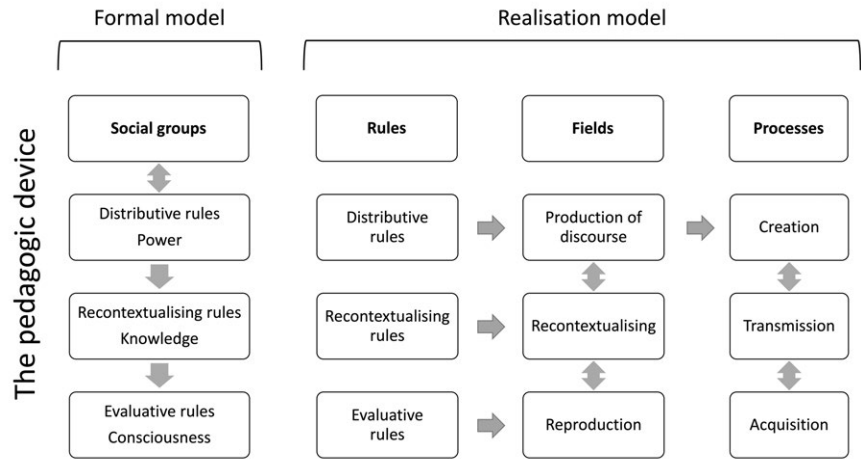 Formal model
Realisation model
The pedagogic device
Social groups
Rules
Fields
Processes
Distributive rules
Power
Distributive
rules
Production of
discourse
Creation
Recontextualising rules
Knowledge
Recontextualising
rules
Recontextualising
Transmission
Evaluative rules
Consciousness
Evaluative
rules
Reproduction
Acquisition